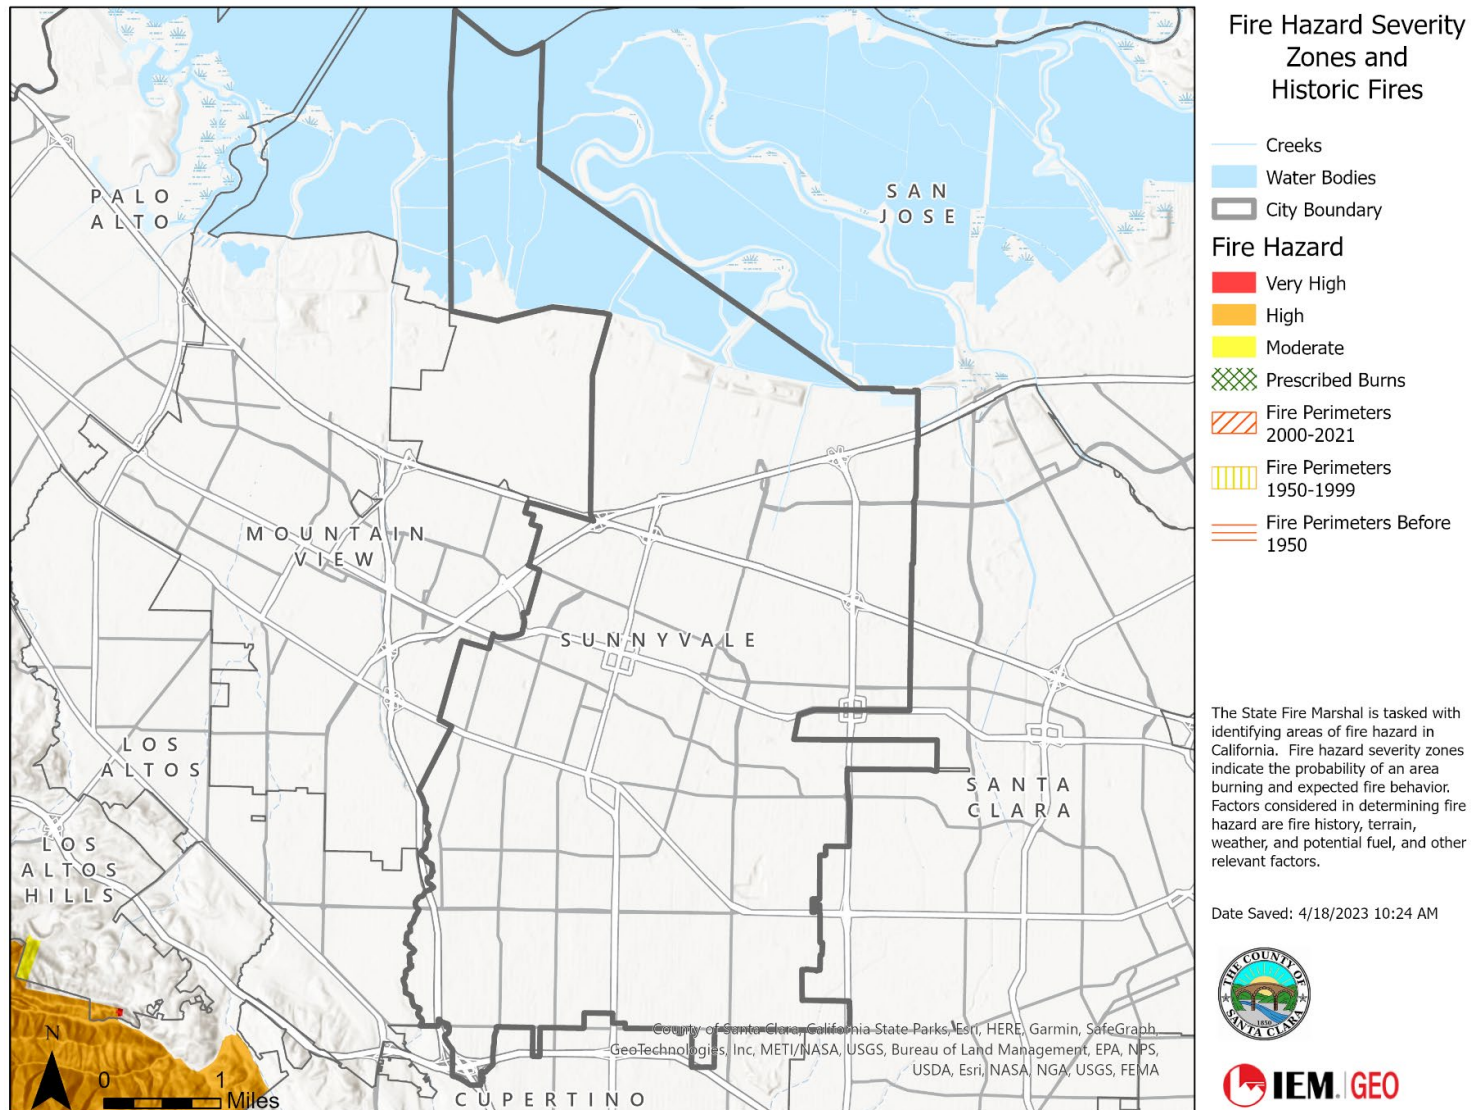 Fire Hazard Severity
Zones and
Historic Fires
Creeks
Water Bodies
City Boundary
Fire Hazard
Very High
High
Moderate
Prescribed Burns
Fire Perimeters
2000-2021
Fire Perimeters
1950-1999
Fire Perimeters Before
1950
The State Fire Marshal is tasked with
identifying areas of fire hazard in
California. Fire hazard severity zones
indicate the probability of an area
burning and expected fire behavior.
Factors considered in determining fire
hazard are fire history, terrain,
weather, and potential fuel, and other
relevant factors.
Date Saved: 4/18/2023 10:24 AM
THE COUNTY OF
SANTA CLARA
1850
IEM. GEO
PALO
ALTO
SAN
JOSE
MOUNTAIN
VIEW
SUNNYVALE
LOS
ALTOS
SANTA
CLARA
LOS
ALTOS
HILLS
N
0 1
Miles
CUPERTINO
County of Santa Clara, California State Parks, Esri, HERE, Garmin, SafeGraph,
GeoTechnologies, Inc, METI/NASA, USGS, Bureau of Land Management, EPA, NPS,
USDA, Esri, NASA, NGA, USGS, FEMA